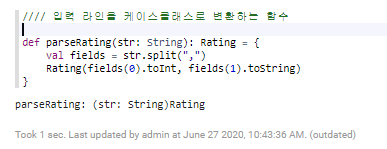 //// 입력 라인을 케이스클래스로 변환하는 함수
def parseRating(str: String): Rating = {
val fields = str.split(",")
Rating(fields(0).toInt, fields(1).toString)
}
parseRating: (str: String)Rating
Took 1 sec. Last updated by admin at June 27 2020, 10:43:36 AM. (outdated)